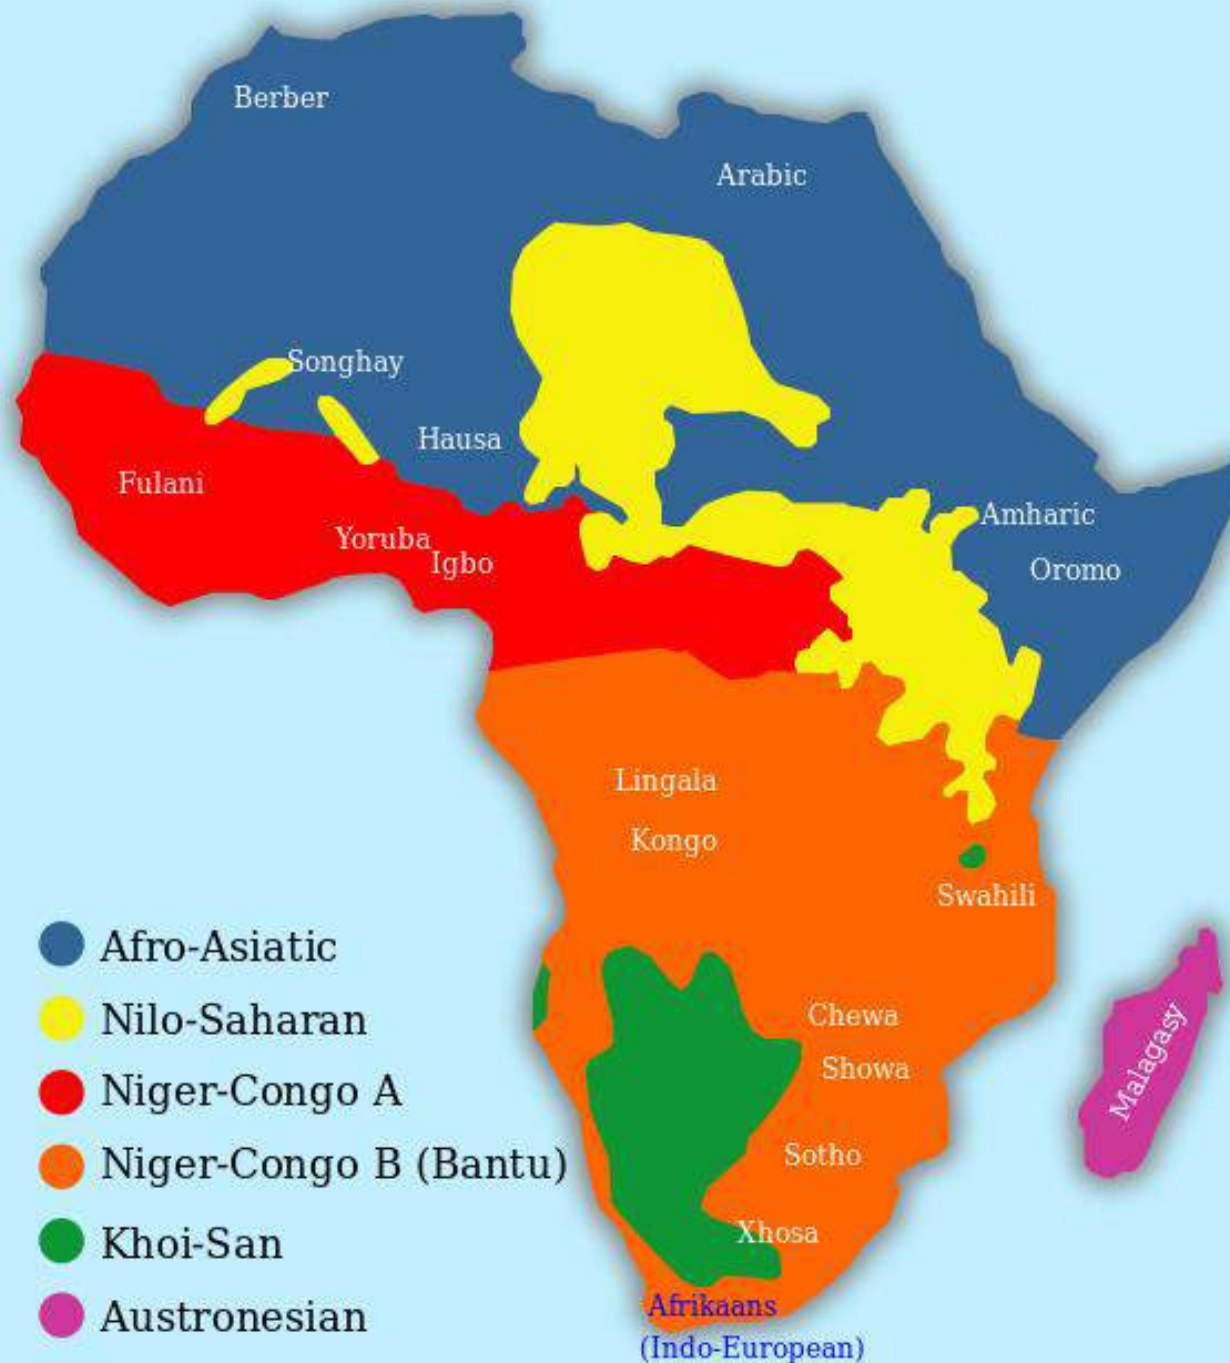 Berber
Arabic
Songhay
Hausa
Fulani
Amharic
Yoruba
Igbo
Oromo
Lingala
Kongo
Swahili
Afro-Asiatic
Nilo-Saharan
Chewa
Malagasy
Showa
Niger-Congo A
Niger-Congo B (Bantu)
Sotho
Khoi-San
Xhosa
Austronesian
Afrikaans
(Indo-European)